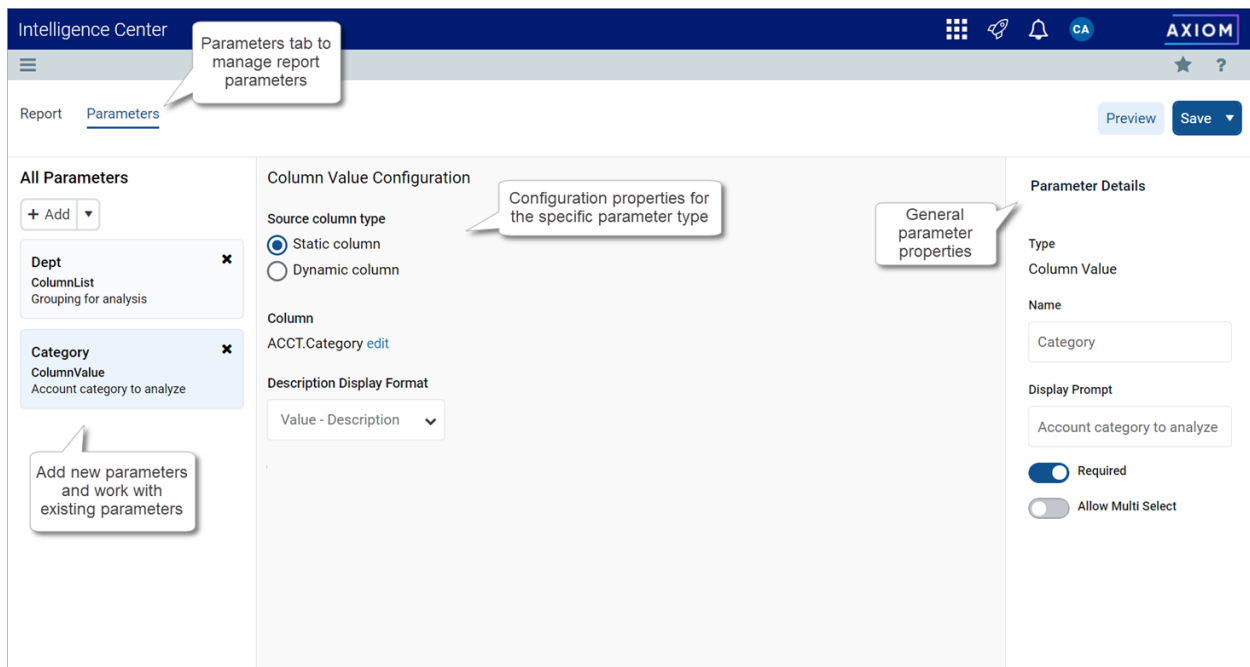 Intelligence Center
CA
AXIOM
Parameters tab to
manage report
parameters
?
Report
Parameters
Preview
Save
All Parameters
+ Add
Dept
ColumnList
Grouping for analysis
Category
ColumnValue
Account category to analyze
Add new parameters
and work with
existing parameters
Column Value Configuration
Configuration properties for
the specific parameter type
Source column type
Static column
Dynamic column
Column
ACCT.Category edit
Description Display Format
Value - Description
General
parameter
properties
Parameter Details
Type
Column Value
Name
Category
Display Prompt
Account category to analyze
Required
Allow Multi Select